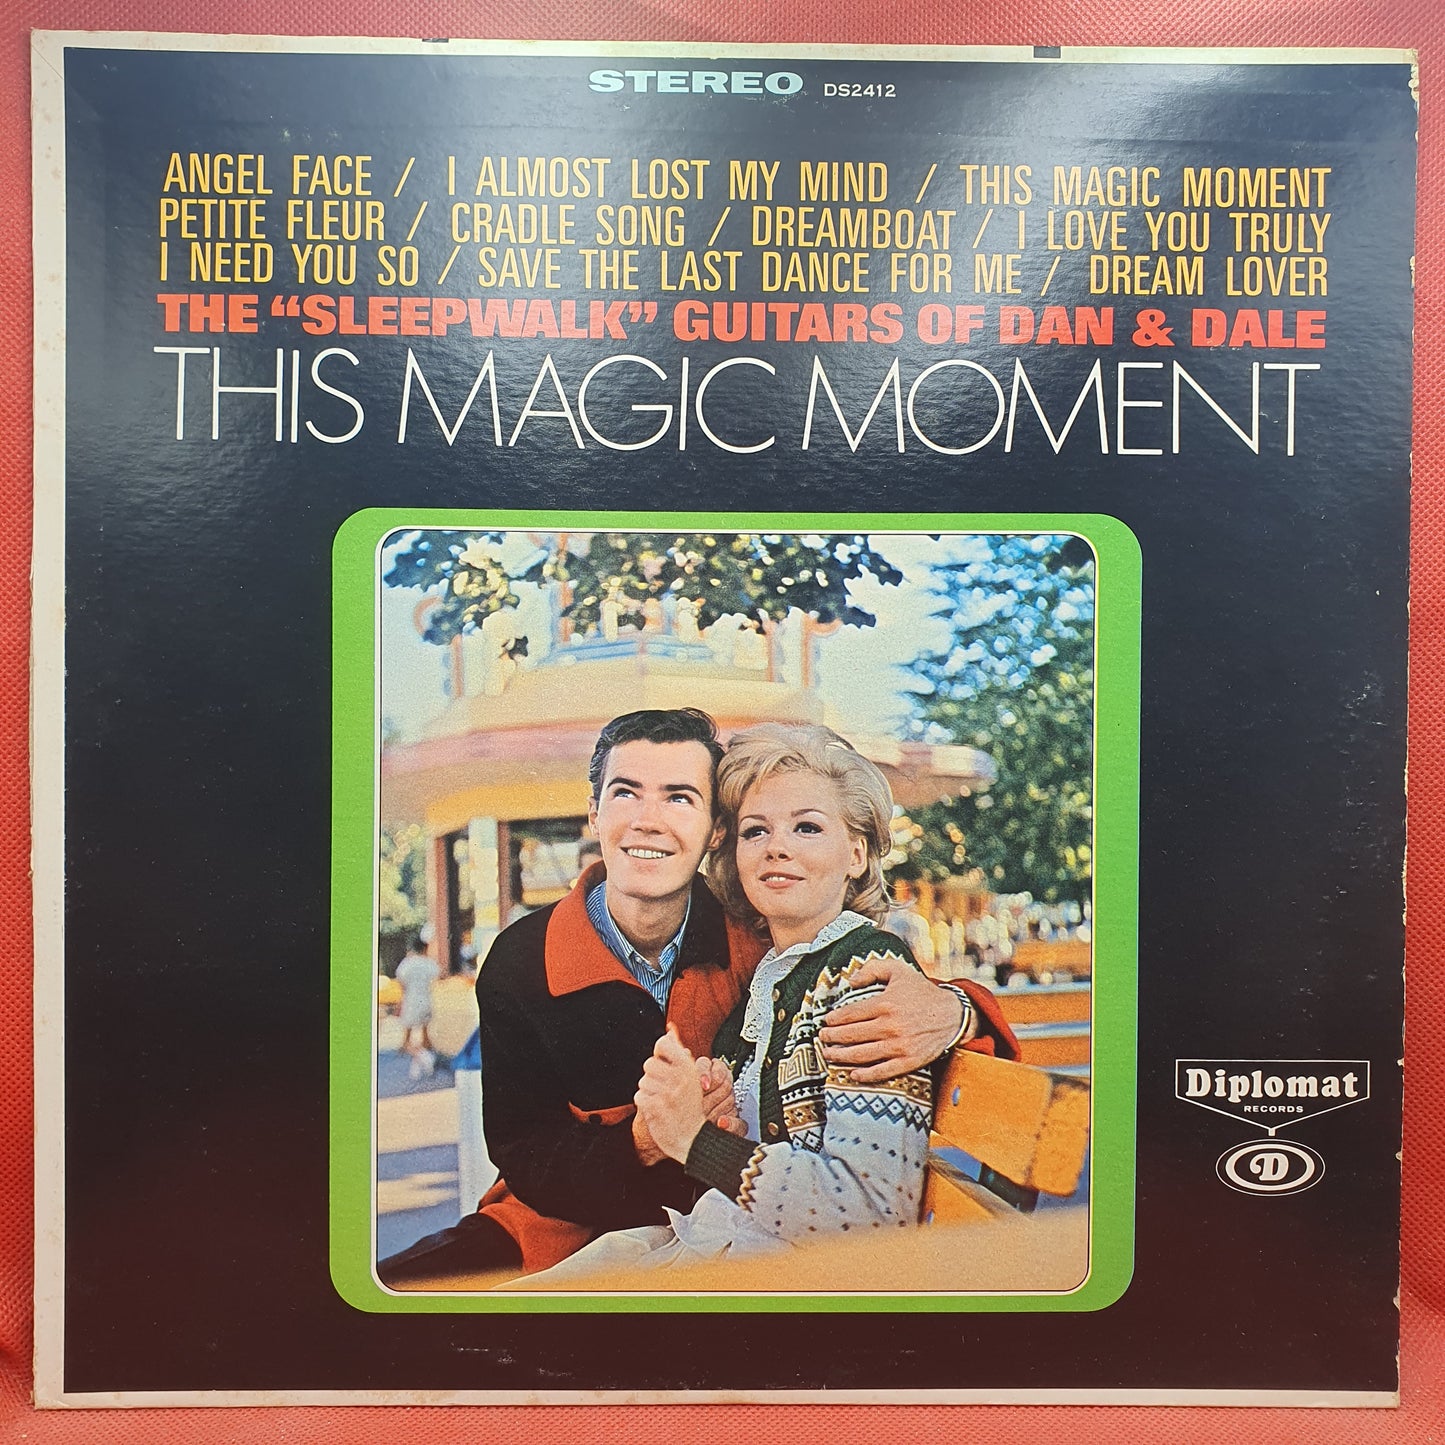 STEREO DS2412
ANGEL FACE / I ALMOST LOST MY MIND / THIS MAGIC MOMENT
PETITE FLEUR / CRADLE SONG / DREAMBOAT / I LOVE YOU TRULY
I NEED YOU SO / SAVE THE LAST DANCE FOR ME / DREAM LOVER
THE "SLEEPWALK" GUITARS OF DAN & DALE
THIS MAGIC MOMENT
Diplomat
RECORDS
D